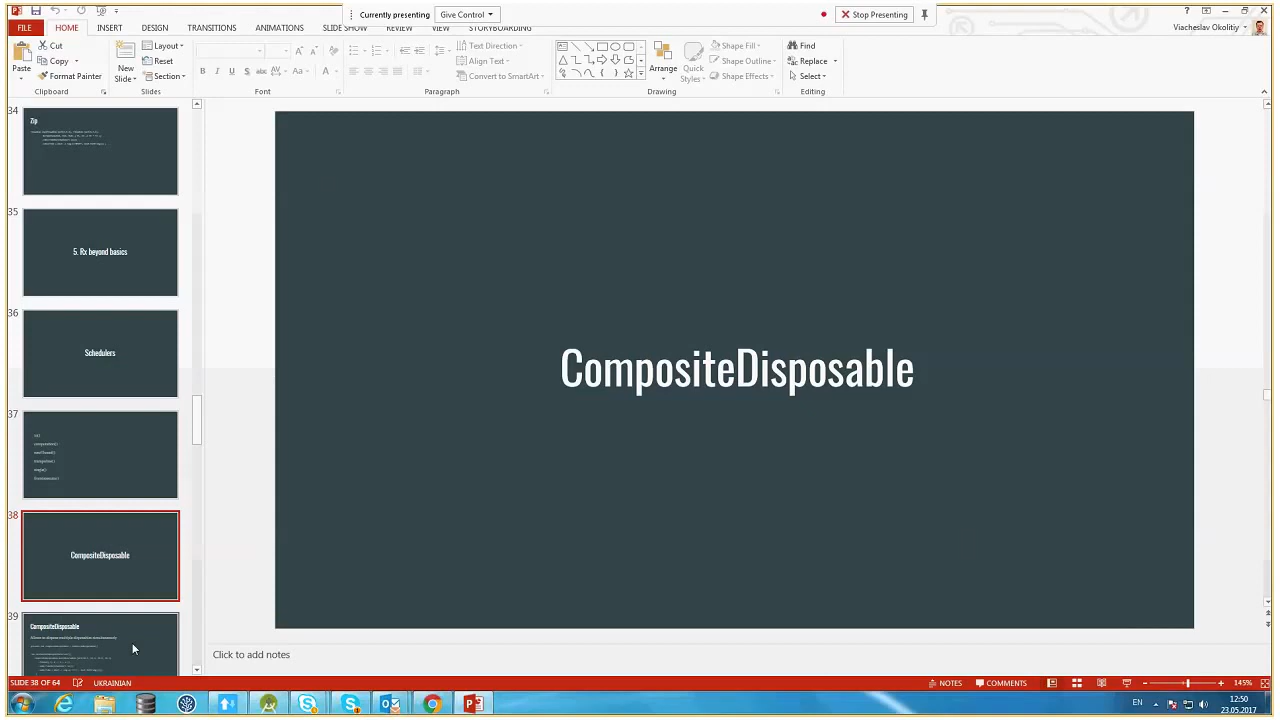 Currently presenting
Give Control
Stop Presenting
FILE
HOME
INSERT
DESIGN
TRANSITIONS
ANIMATIONS
SLIDE SHOW
REVIEW
VIEW
STORYBOARDING
Viacheslav Okolitiy
Paste
Cut
Copy
Format Painter
Clipboard
New
Slide
Layout
Reset
Section
Slides
Font
Text Direction
Align Text
Convert to SmartArt
Paragraph
Arrange
Quick
Styles
Shape Fill
Shape Outline
Shape Effects
Drawing
Find
Replace
Select
Editing
34
Zip
35
5. Rx beyond basics
36
Schedulers
37
38
CompositeDisposable
39
CompositeDisposable
CompositeDisposable
Click to add notes
SLIDE 38 OF 64
UKRAINIAN
NOTES
COMMENTS
145%
EN
12:50
23.05.2017